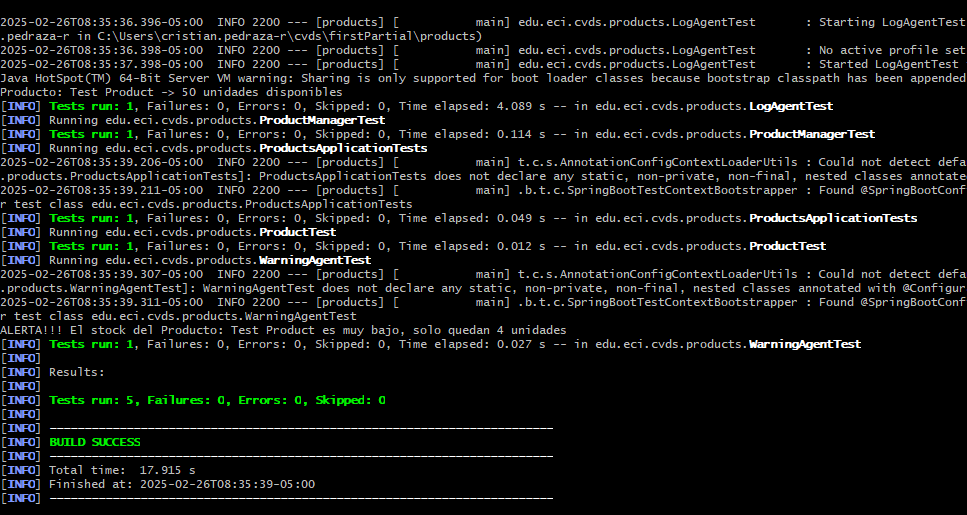 2025-02-26T08:35:36.396-05:00  INFO 2200 --- [products] [           main] edu.eci.cvds.products.LogAgentTest       : Starting LogAgentTest
.pedraza-r in C:\Users\cristian.pedraza-r\cvds\firstPartial\products)
2025-02-26T08:35:36.398-05:00  INFO 2200 --- [products] [           main] edu.eci.cvds.products.LogAgentTest       : No active profile set
2025-02-26T08:35:37.398-05:00  INFO 2200 --- [products] [           main] edu.eci.cvds.products.LogAgentTest       : Started LogAgentTest
Java HotSpot(TM) 64-Bit Server VM warning: Sharing is only supported for boot loader classes because bootstrap classpath has been appended
Producto: Test Product -> 50 unidades disponibles
[INFO] Tests run: 1, Failures: 0, Errors: 0, Skipped: 0, Time elapsed: 4.089 s -- in edu.eci.cvds.products.LogAgentTest
[INFO] Running edu.eci.cvds.products.ProductManagerTest
[INFO] Tests run: 1, Failures: 0, Errors: 0, Skipped: 0, Time elapsed: 0.114 s -- in edu.eci.cvds.products.ProductManagerTest
[INFO] Running edu.eci.cvds.products.ProductsApplicationTests
2025-02-26T08:35:39.206-05:00  INFO 2200 --- [products] [           main] t.c.s.AnnotationConfigContextLoaderUtils : Could not detect defa
.products.ProductsApplicationTests]: ProductsApplicationTests does not declare any static, non-private, non-final, nested classes annotate
2025-02-26T08:35:39.211-05:00  INFO 2200 --- [products] [           main] .b.t.c.SpringBootTestContextBootstrapper : Found @SpringBootConf
r test class edu.eci.cvds.products.ProductsApplicationTests
[INFO] Tests run: 1, Failures: 0, Errors: 0, Skipped: 0, Time elapsed: 0.049 s -- in edu.eci.cvds.products.ProductsApplicationTests
[INFO] Running edu.eci.cvds.products.ProductTest
[INFO] Tests run: 1, Failures: 0, Errors: 0, Skipped: 0, Time elapsed: 0.012 s -- in edu.eci.cvds.products.ProductTest
[INFO] Running edu.eci.cvds.products.WarningAgentTest
2025-02-26T08:35:39.307-05:00  INFO 2200 --- [products] [           main] t.c.s.AnnotationConfigContextLoaderUtils : Could not detect defa
.products.WarningAgentTest]: WarningAgentTest does not declare any static, non-private, non-final, nested classes annotated with @Configur
2025-02-26T08:35:39.311-05:00  INFO 2200 --- [products] [           main] .b.t.c.SpringBootTestContextBootstrapper : Found @SpringBootConf
r test class edu.eci.cvds.products.WarningAgentTest
ALERTA!!! El stock del Producto: Test Product es muy bajo, solo quedan 4 unidades
[INFO] Tests run: 1, Failures: 0, Errors: 0, Skipped: 0, Time elapsed: 0.027 s -- in edu.eci.cvds.products.WarningAgentTest
[INFO]
[INFO] Results:
[INFO]
[INFO] Tests run: 5, Failures: 0, Errors: 0, Skipped: 0
[INFO]
[INFO] ------------------------------------------------------------------------
[INFO] BUILD SUCCESS
[INFO] ------------------------------------------------------------------------
[INFO] Total time:  17.915 s
[INFO] Finished at: 2025-02-26T08:35:39-05:00
[INFO] ------------------------------------------------------------------------